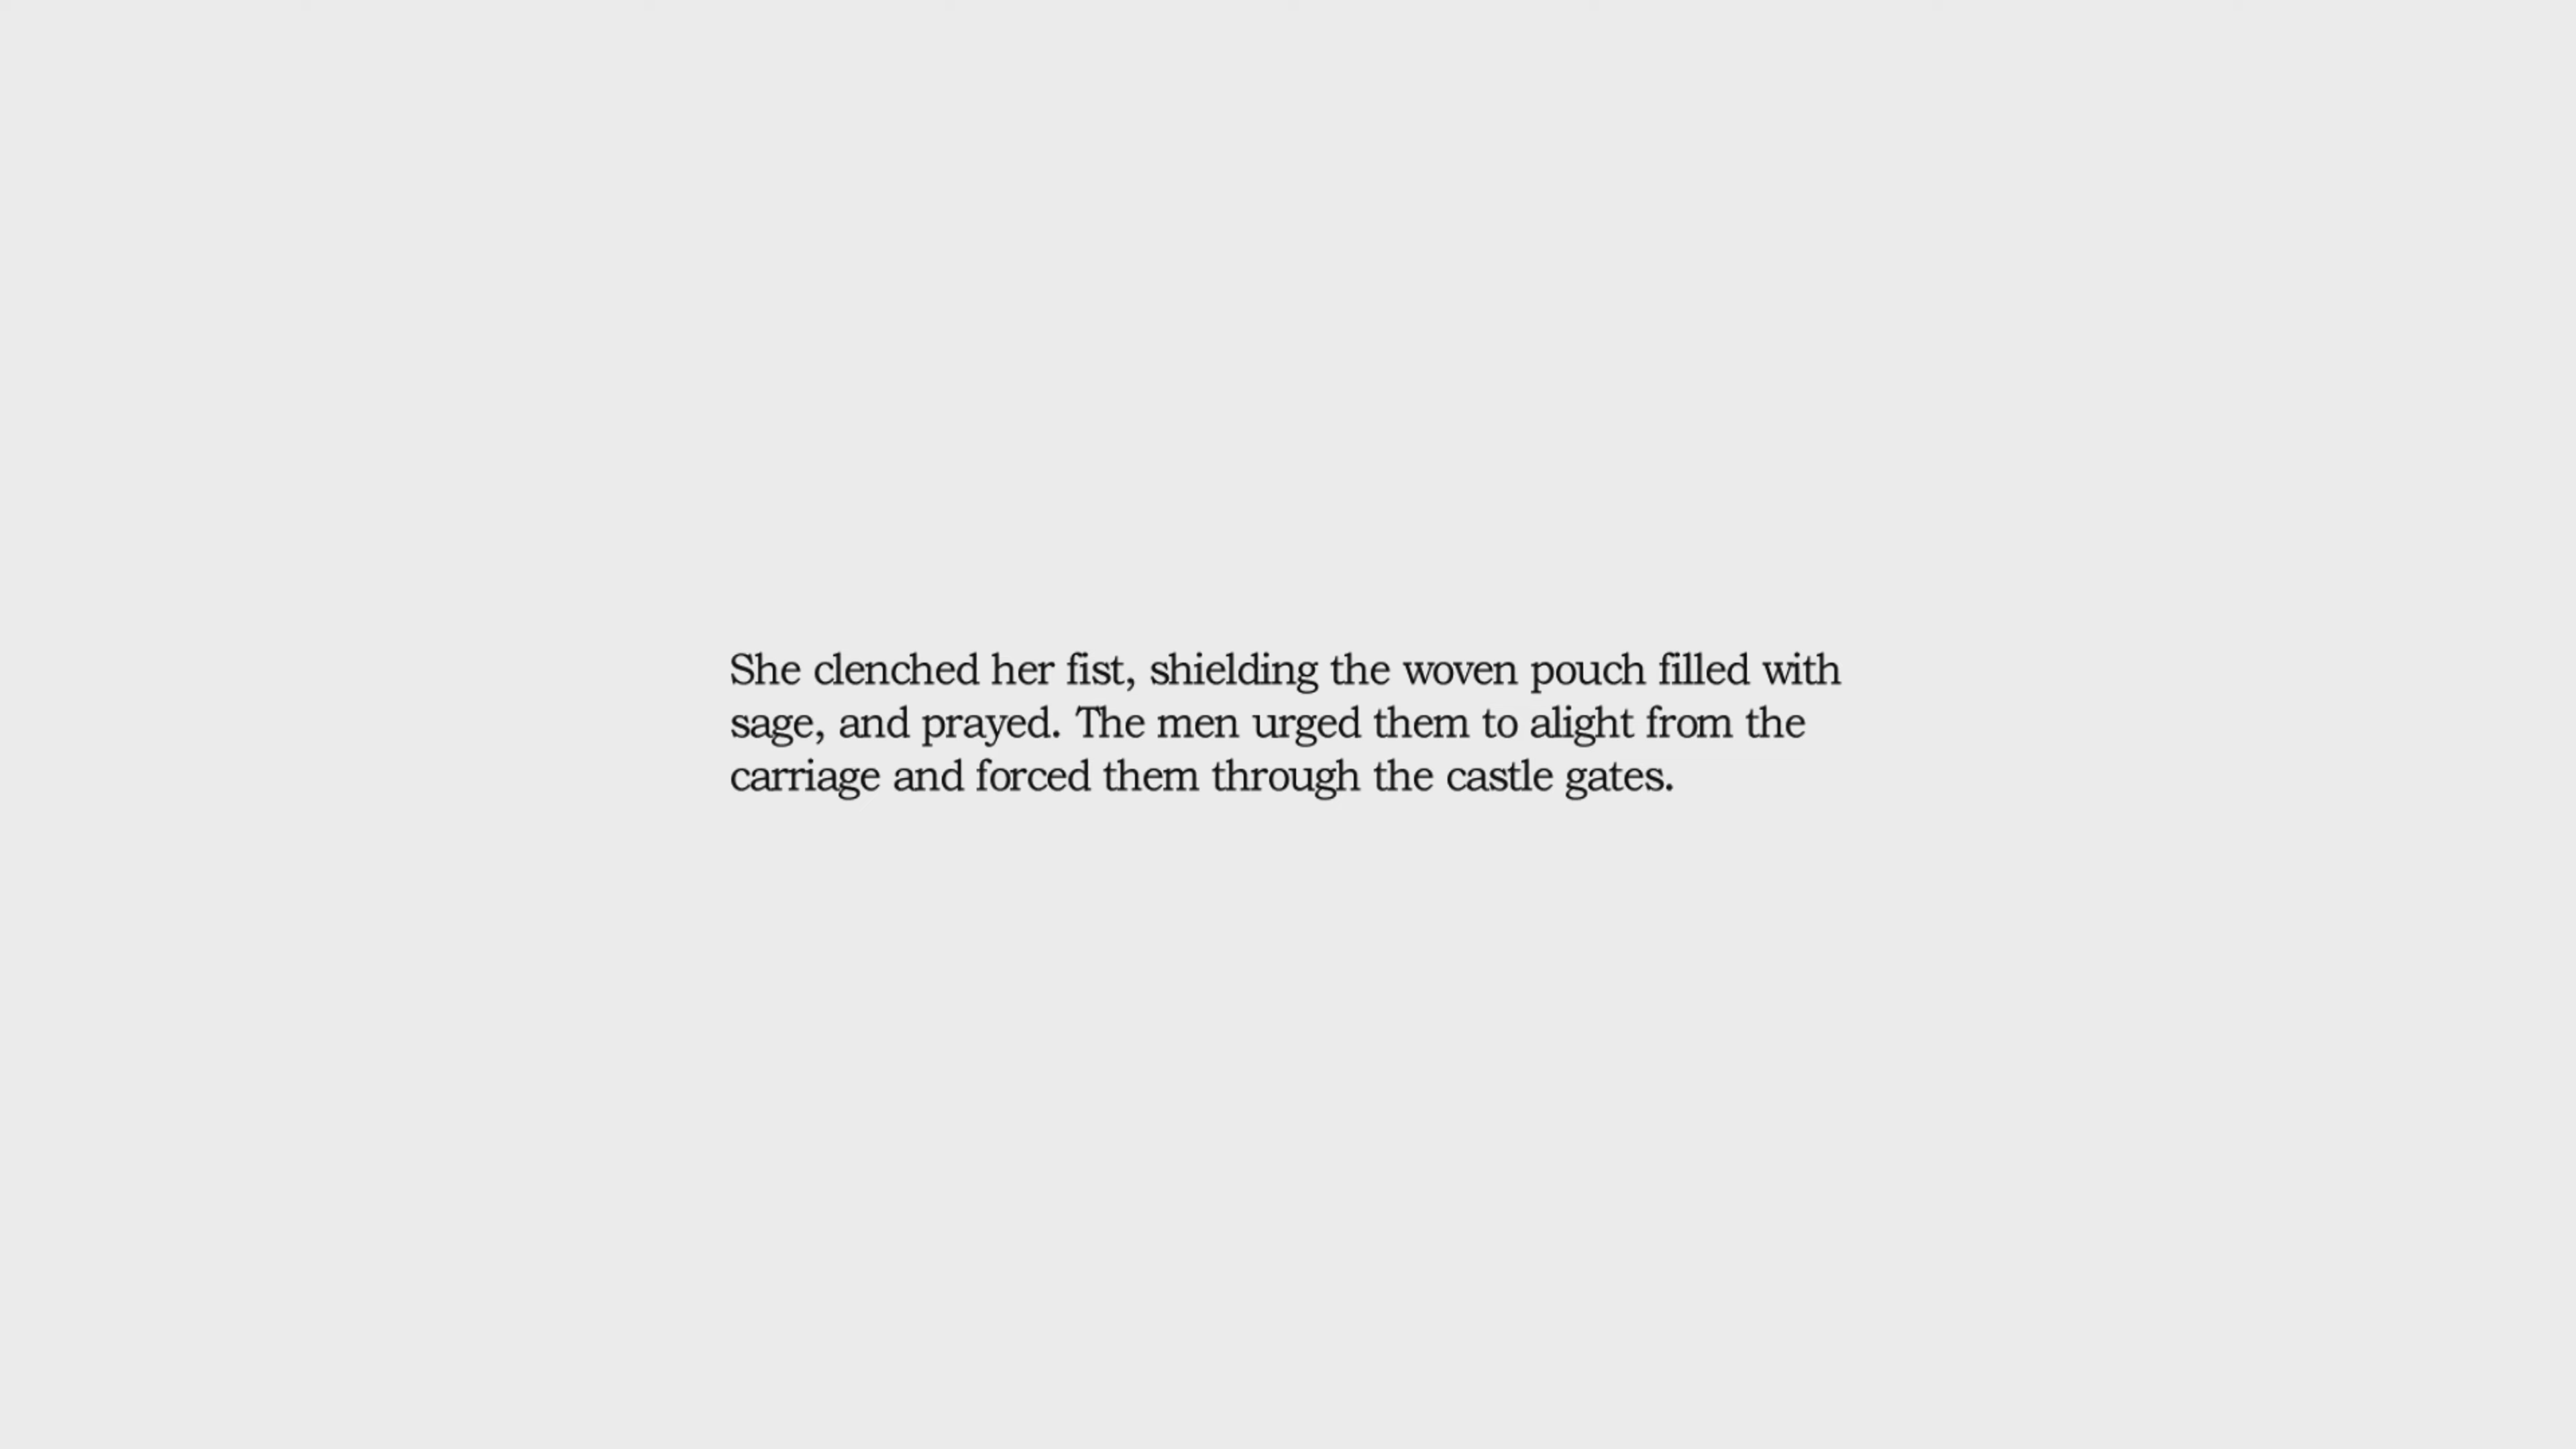 She clenched her fist, shielding the woven pouch filled with
sage, and prayed. The men urged them to alight from the
carriage and forced them through the castle gates.